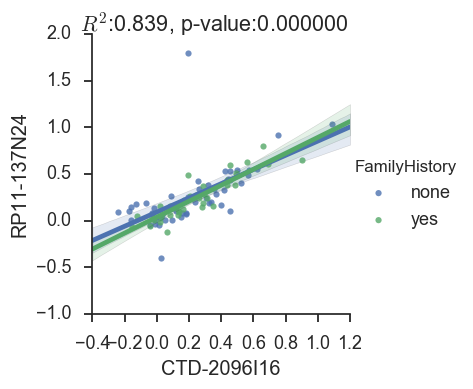 R²:0.839, p-value:0.000000
2.0
1.5
1.0
0.5
0.0
−0.5
−1.0
RP11-137N24
−0.4 −0.2 0.0 0.2 0.4 0.6 0.8 1.0 1.2
CTD-2096I16
FamilyHistory
none
yes